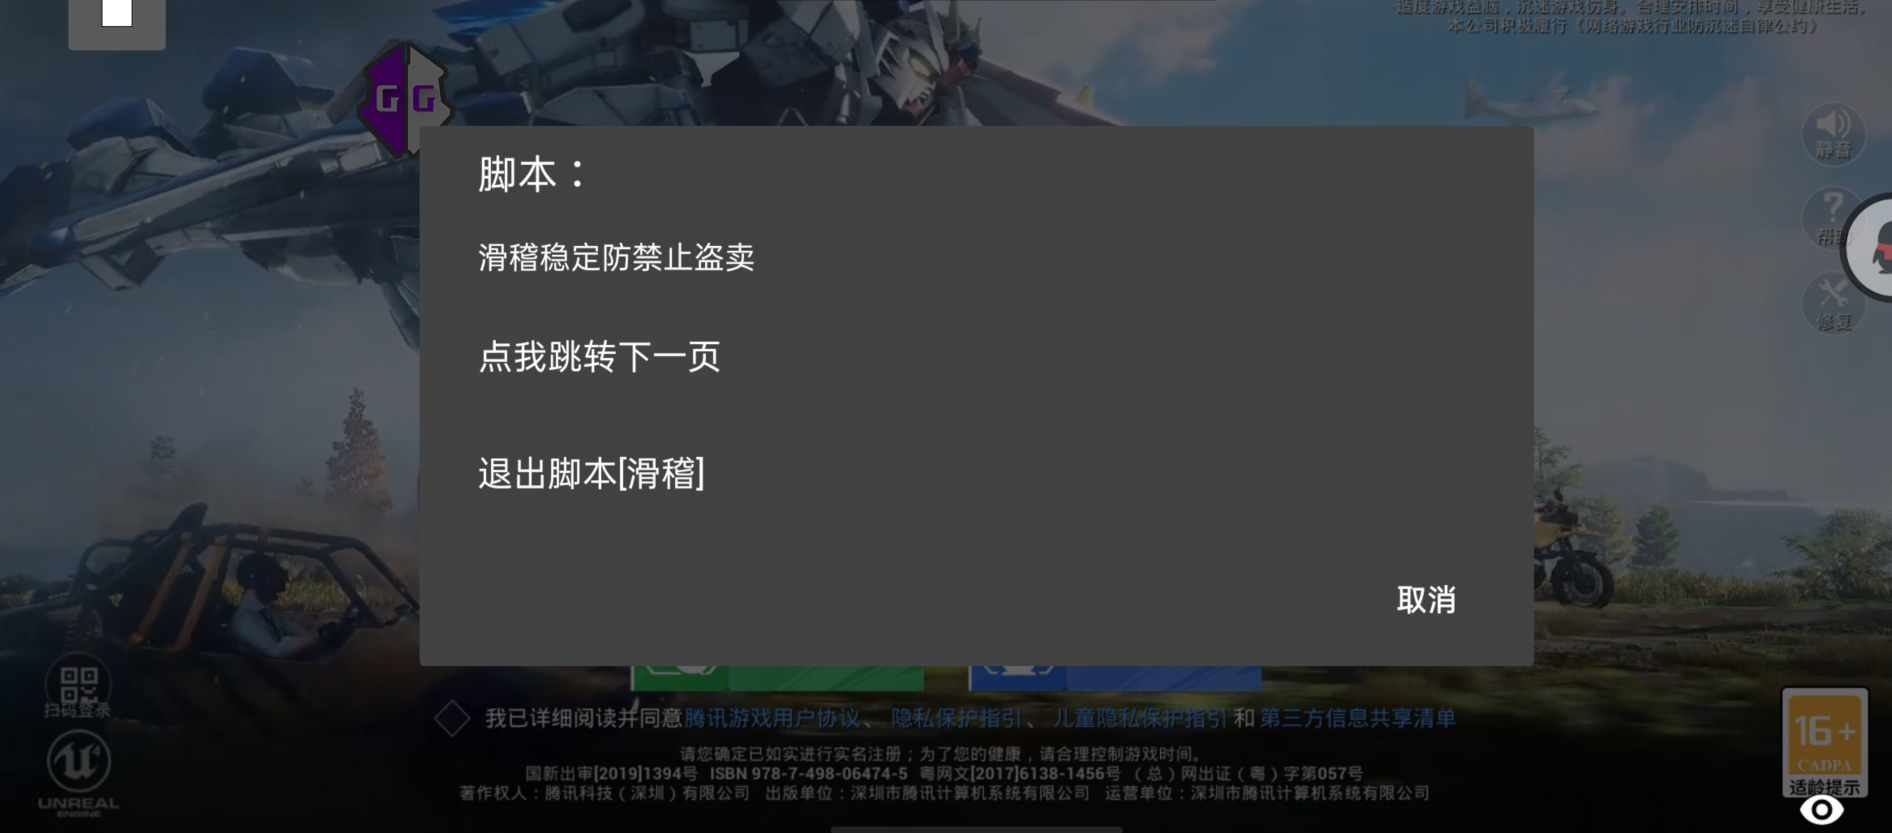 适度游戏益脑，沉迷游戏伤身。合理安排时间，享受健康生活。
本公司积极履行《网络游戏行业防沉迷自律公约》
G G
脚本：
静音
滑稽稳定防禁止盗卖
帮助
修复
点我跳转下一页
退出脚本[滑稽]
取消
扫码登录
我已详细阅读并同意腾讯游戏用户协议、隐私保护指引、儿童隐私保护指引和第三方信息共享清单
16+
CADPA
适龄提示
请您确定已如实进行实名注册；为了您的健康，请合理控制游戏时间。
国新出审[2019]1394号 ISBN 978-7-498-06474-5 粤网文[2017]6138-1456号 （总）网出证（粤）字第057号
著作权人：腾讯科技（深圳）有限公司 出版单位：深圳市腾讯计算机系统有限公司 运营单位：深圳市腾讯计算机系统有限公司
UNREAL
ENGINE